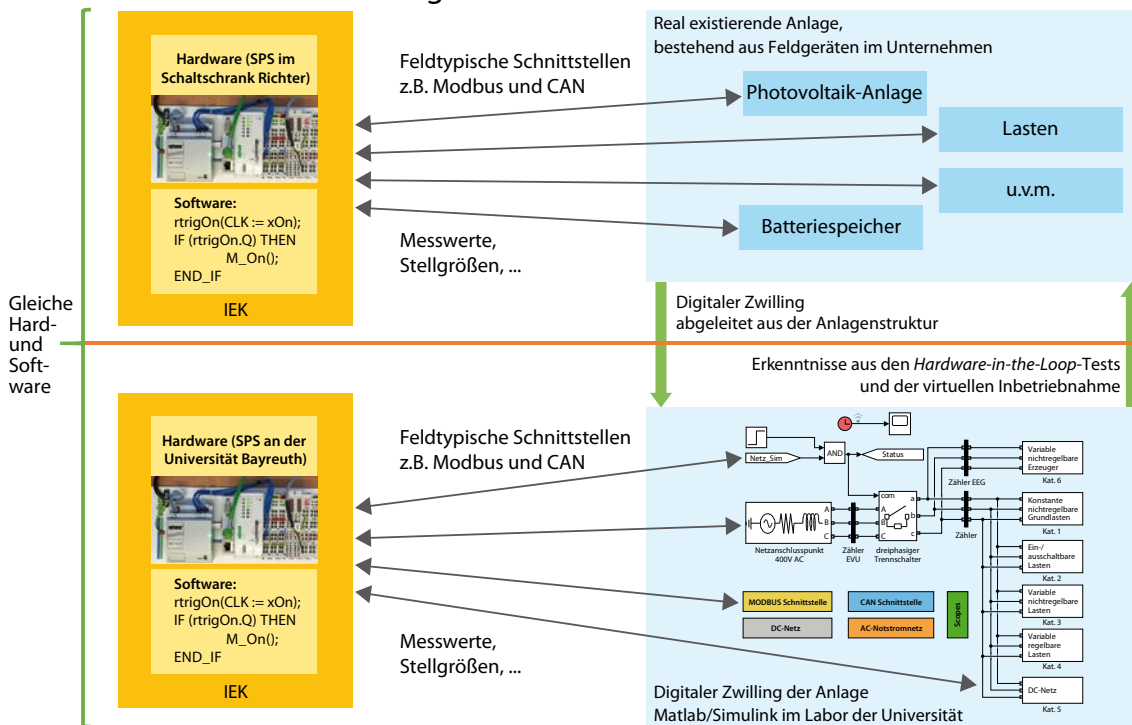 Hardware (SPS im
Schaltschrank Richter)
Software:
rtrigOn(CLK := xOn);
IF (rtrigOn.Q) THEN
M_On();
END_IF
IEK
Feldtypische Schnittstellen
z.B. Modbus und CAN
Messwerte,
Stellgrößen, ...
Real existierende Anlage,
bestehend aus Feldgeräten im Unternehmen
Photovoltaik-Anlage
Lasten
u.v.m.
Batteriespeicher
Gleiche
Hard-
und
Soft-
ware
Digitaler Zwilling
abgeleitet aus der Anlagenstruktur
Erkenntnisse aus den Hardware-in-the-Loop-Tests
und der virtuellen Inbetriebnahme
Hardware (SPS an der
Universität Bayreuth)
Software:
rtrigOn(CLK := xOn);
IF (rtrigOn.Q) THEN
M_On();
END_IF
IEK
Feldtypische Schnittstellen
z.B. Modbus und CAN
Messwerte,
Stellgrößen, ...
Netz_Sim
AND
Status
Zähler EEG
Variable
nichtregelbare
Erzeuger
Kat. 6
com
A
B
C
A
B
C
a
b
c
Netzanschlusspunkt
400V AC
Zähler
EVU
dreiphasiger
Trennschalter
Zähler
Konstante
nichtregelbare
Grundlasten
Kat. 1
Ein-/
ausschaltbare
Lasten
Kat. 2
Variable
nichtregelbare
Lasten
Kat. 3
Variable
regelbare
Lasten
Kat. 4
DC-Netz
Kat. 5
MODBUS Schnittstelle
CAN Schnittstelle
DC-Netz
AC-Notstromnetz
Scopes
Digitaler Zwilling der Anlage
Matlab/Simulink im Labor der Universität